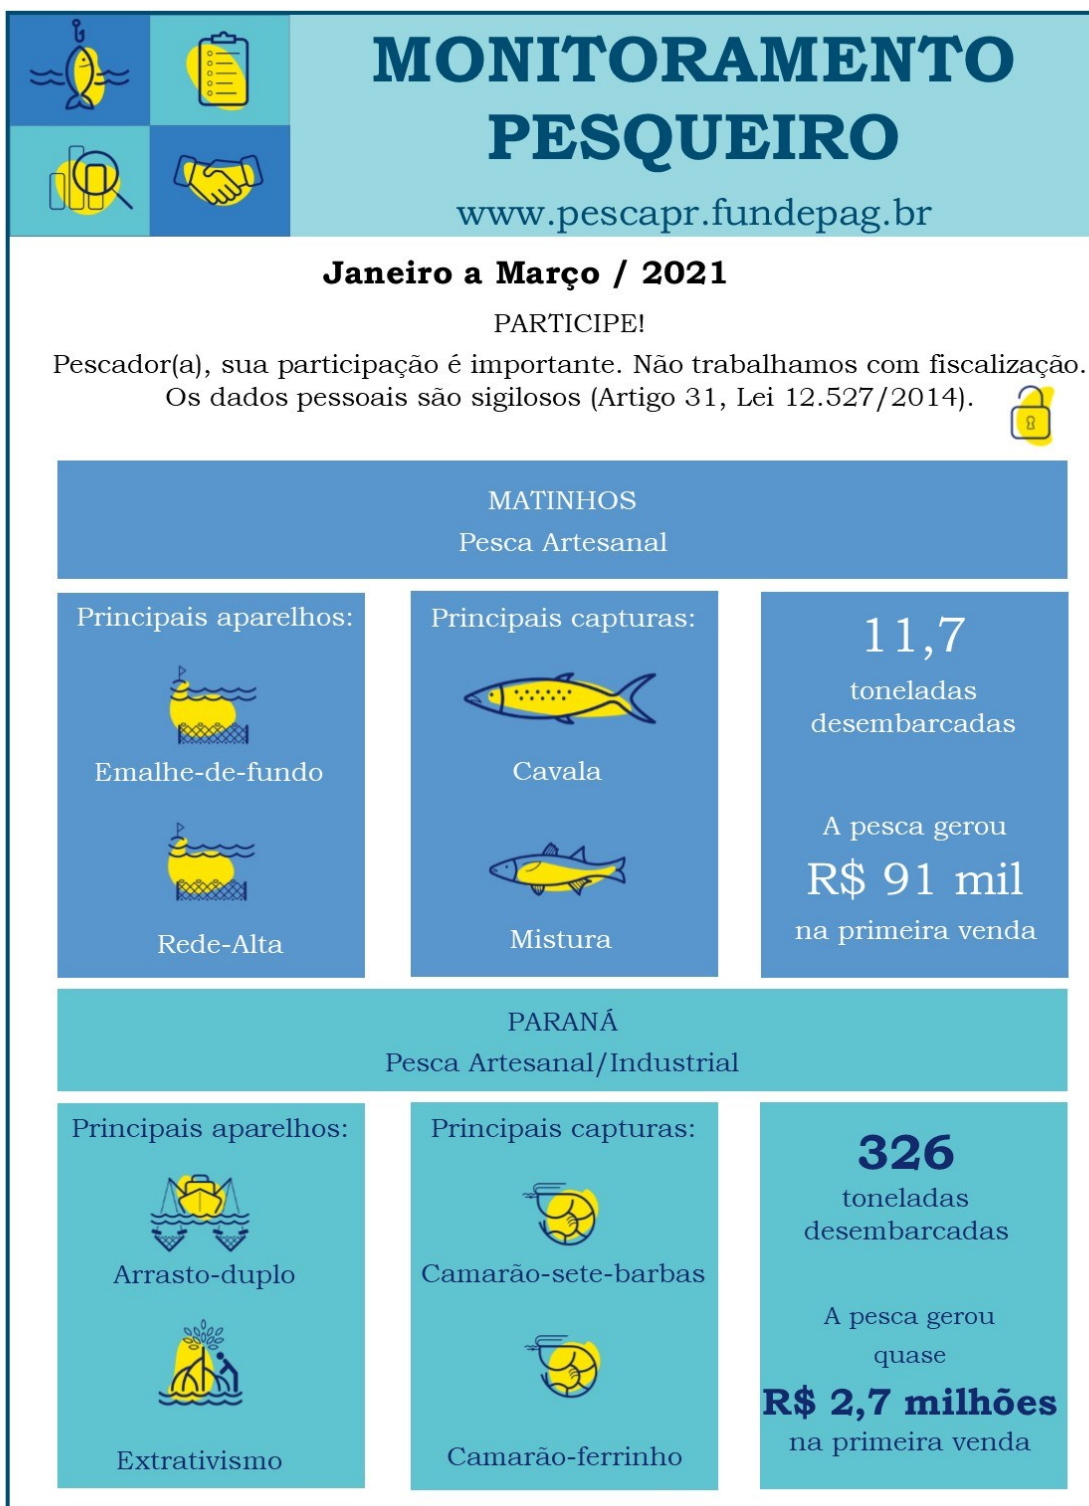 MONITORAMENTO
PESQUEIRO
www.pescapr.fundepag.br
Janeiro a Março / 2021
PARTICIPE!
Pescador(a), sua participação é importante. Não trabalhamos com fiscalização.
Os dados pessoais são sigilosos (Artigo 31, Lei 12.527/2014).
MATINHOS
Pesca Artesanal
Principais aparelhos:
Emalhe-de-fundo
Rede-Alta
Principais capturas:
Cavala
Mistura
11,7
toneladas
desembarcadas
A pesca gerou
R$ 91 mil
na primeira venda
PARANÁ
Pesca Artesanal/Industrial
Principais aparelhos:
Arrasto-duplo
Extrativismo
Principais capturas:
Camarão-sete-barbas
Camarão-ferrinho
326
toneladas
desembarcadas
A pesca gerou
quase
R$ 2,7 milhões
na primeira venda